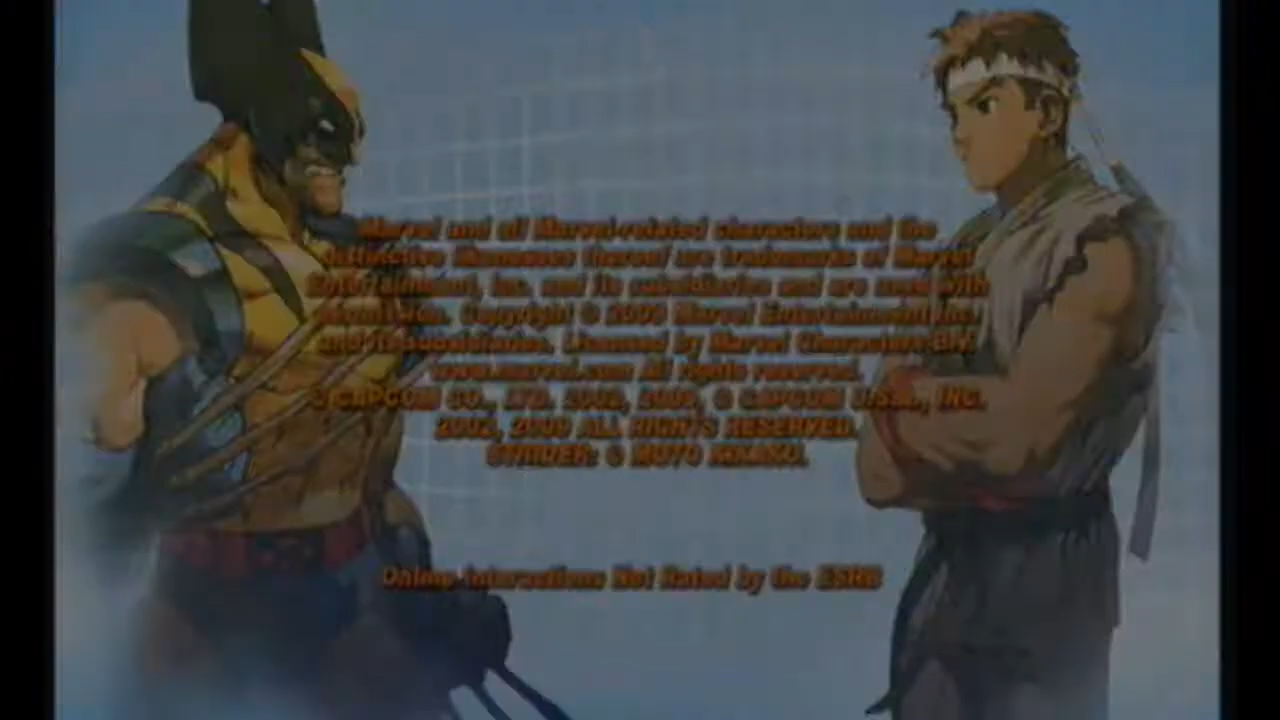 Marvel and all Marvel-related characters and the
distinctive likenesses thereof are trademarks of Marvel
Entertainment, Inc. and its subsidiaries and are used with
permission. Copyright © 2009 Marvel Entertainment, Inc.
and its subsidiaries. Licensed by Marvel Characters B.V.
www.marvel.com All rights reserved.
© CAPCOM CO., LTD. 2002, 2009, © CAPCOM U.S.A., INC.
2002, 2009 ALL RIGHTS RESERVED.
STRIDER: © MOTO KIKAKU.
Online Interactions Not Rated by the ESRB